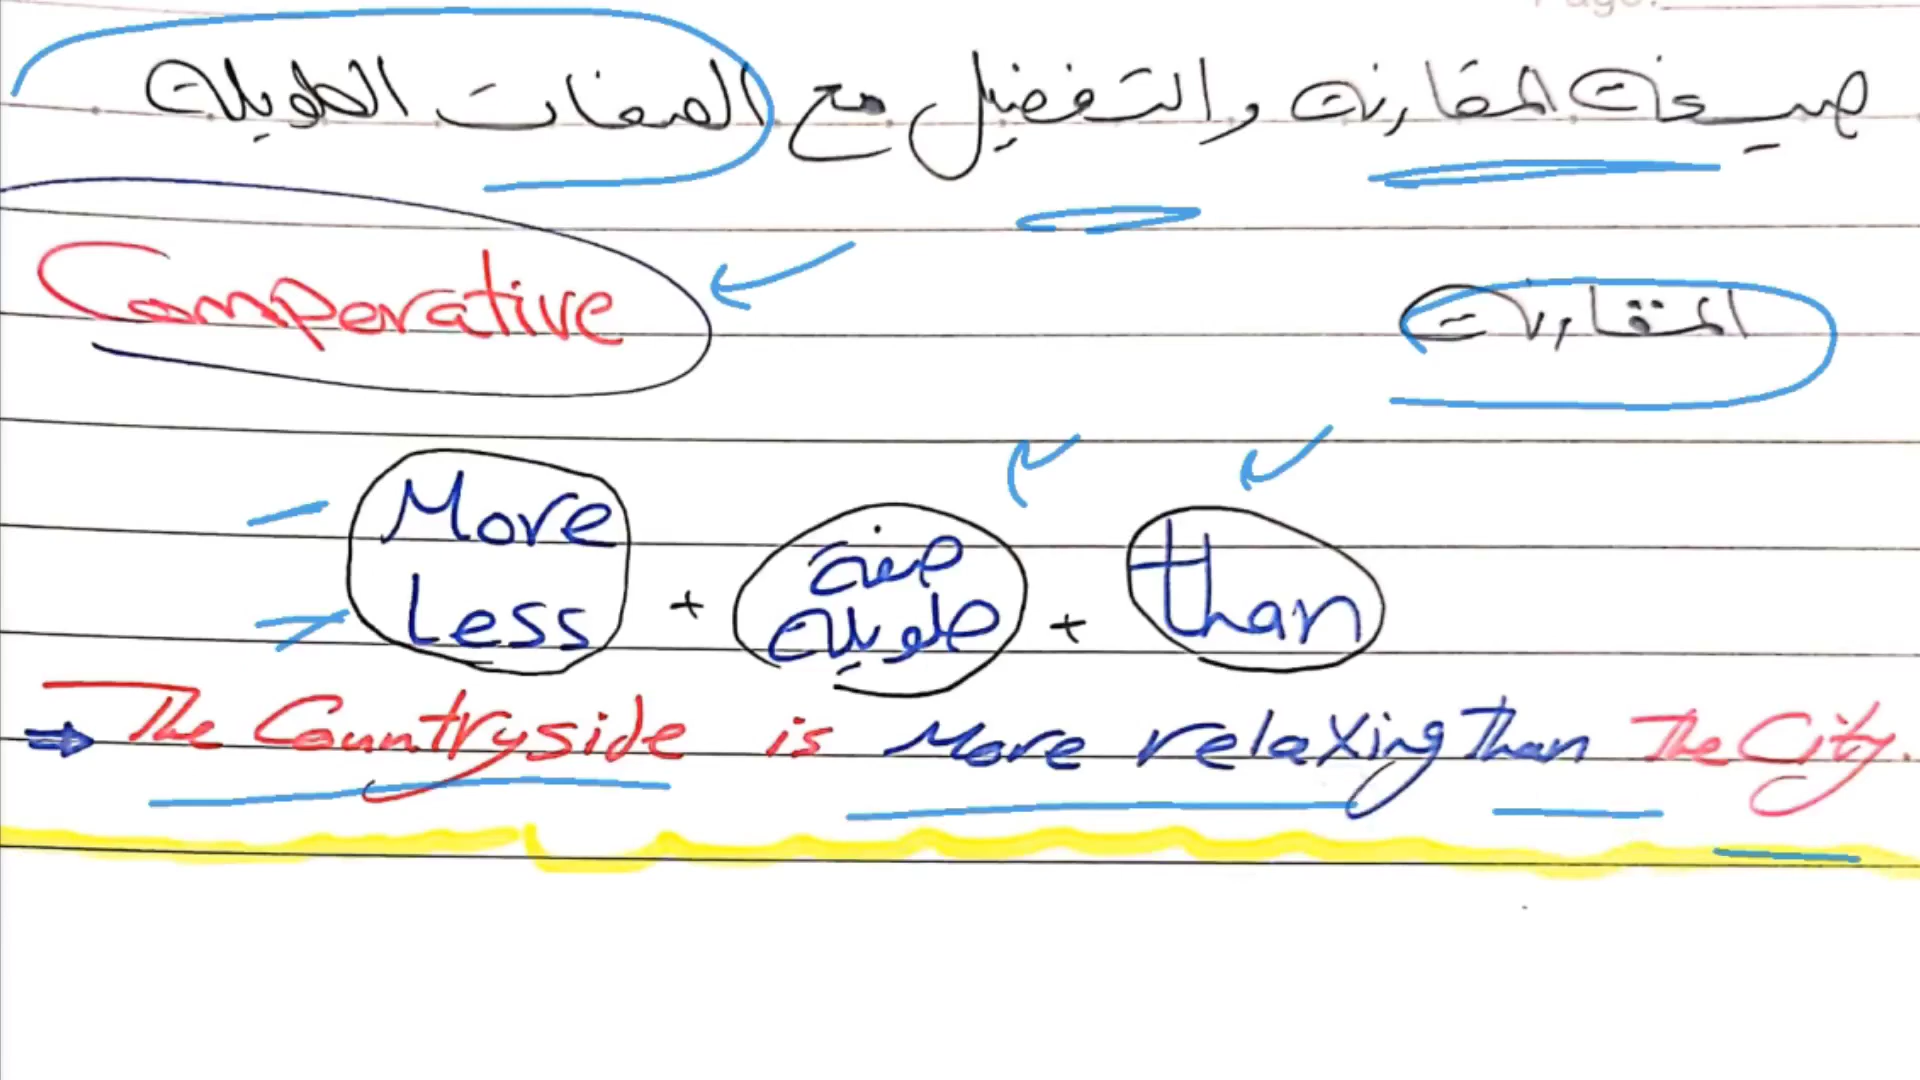 صيغة المقارنة والتفضيل مع الصفات الطويلة
Comperative المقارنة
More
Less + صفة طويلة + than
⇒ The Countryside is More relaxing Than The City.